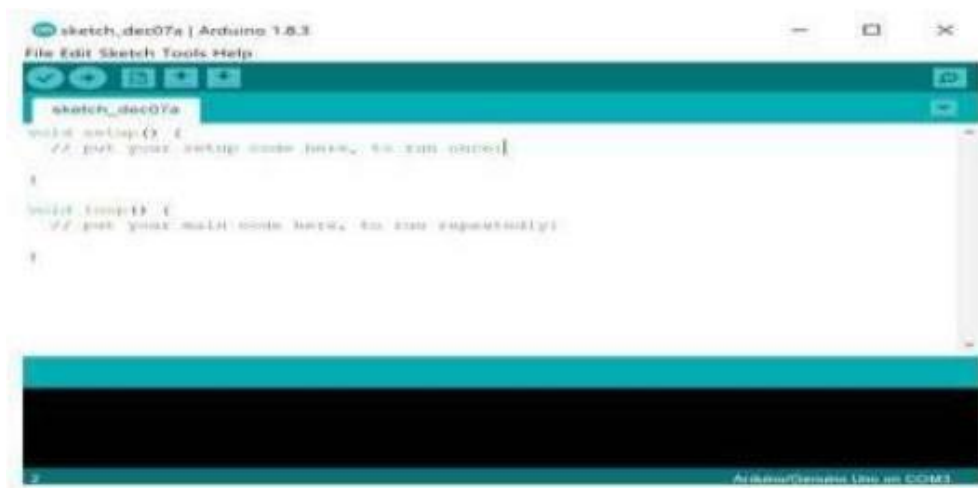 sketch_dec07a | Arduino 1.8.3
File Edit Sketch Tools Help
sketch_dec07a
void setup() {
// put your setup code here, to run once:
}
void loop() {
// put your main code here, to run repeatedly:
}
2
Arduino/Genuino Uno on COM3